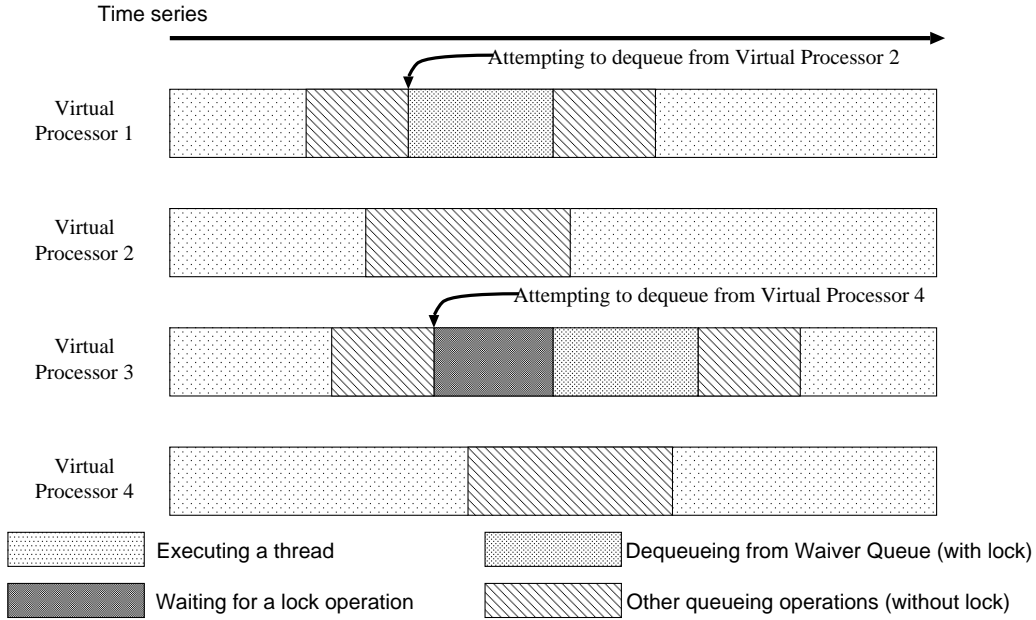 Time series
Attempting to dequeue from Virtual Processor 2
Virtual
Processor 1
Virtual
Processor 2
Attempting to dequeue from Virtual Processor 4
Virtual
Processor 3
Virtual
Processor 4
Executing a thread
Dequeueing from Waiver Queue (with lock)
Waiting for a lock operation
Other queueing operations (without lock)